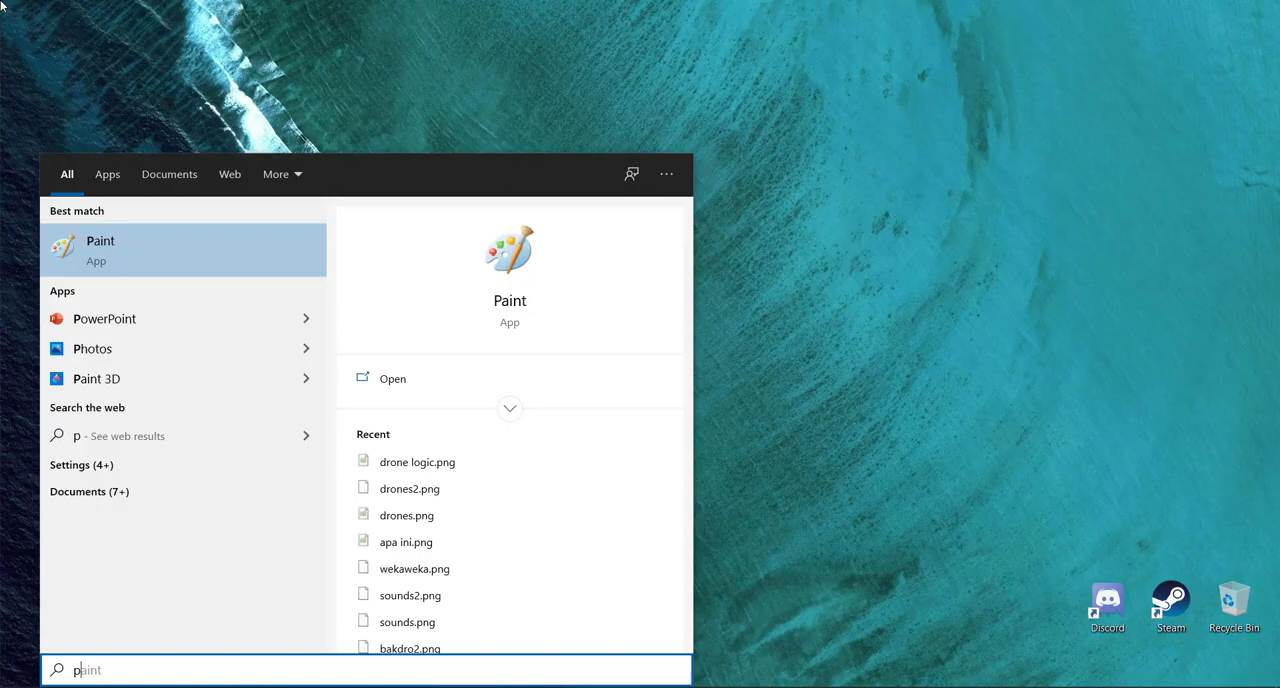 All Apps Documents Web More
Best match
Paint
App
Apps
PowerPoint
Photos
Paint 3D
Search the web
p - See web results
Settings (4+)
Documents (7+)
Paint
App
Open
Recent
drone logic.png
drones2.png
drones.png
apa ini.png
wekaweka.png
sounds2.png
sounds.png
bakdro2.png
paint
Discord
Steam
Recycle Bin